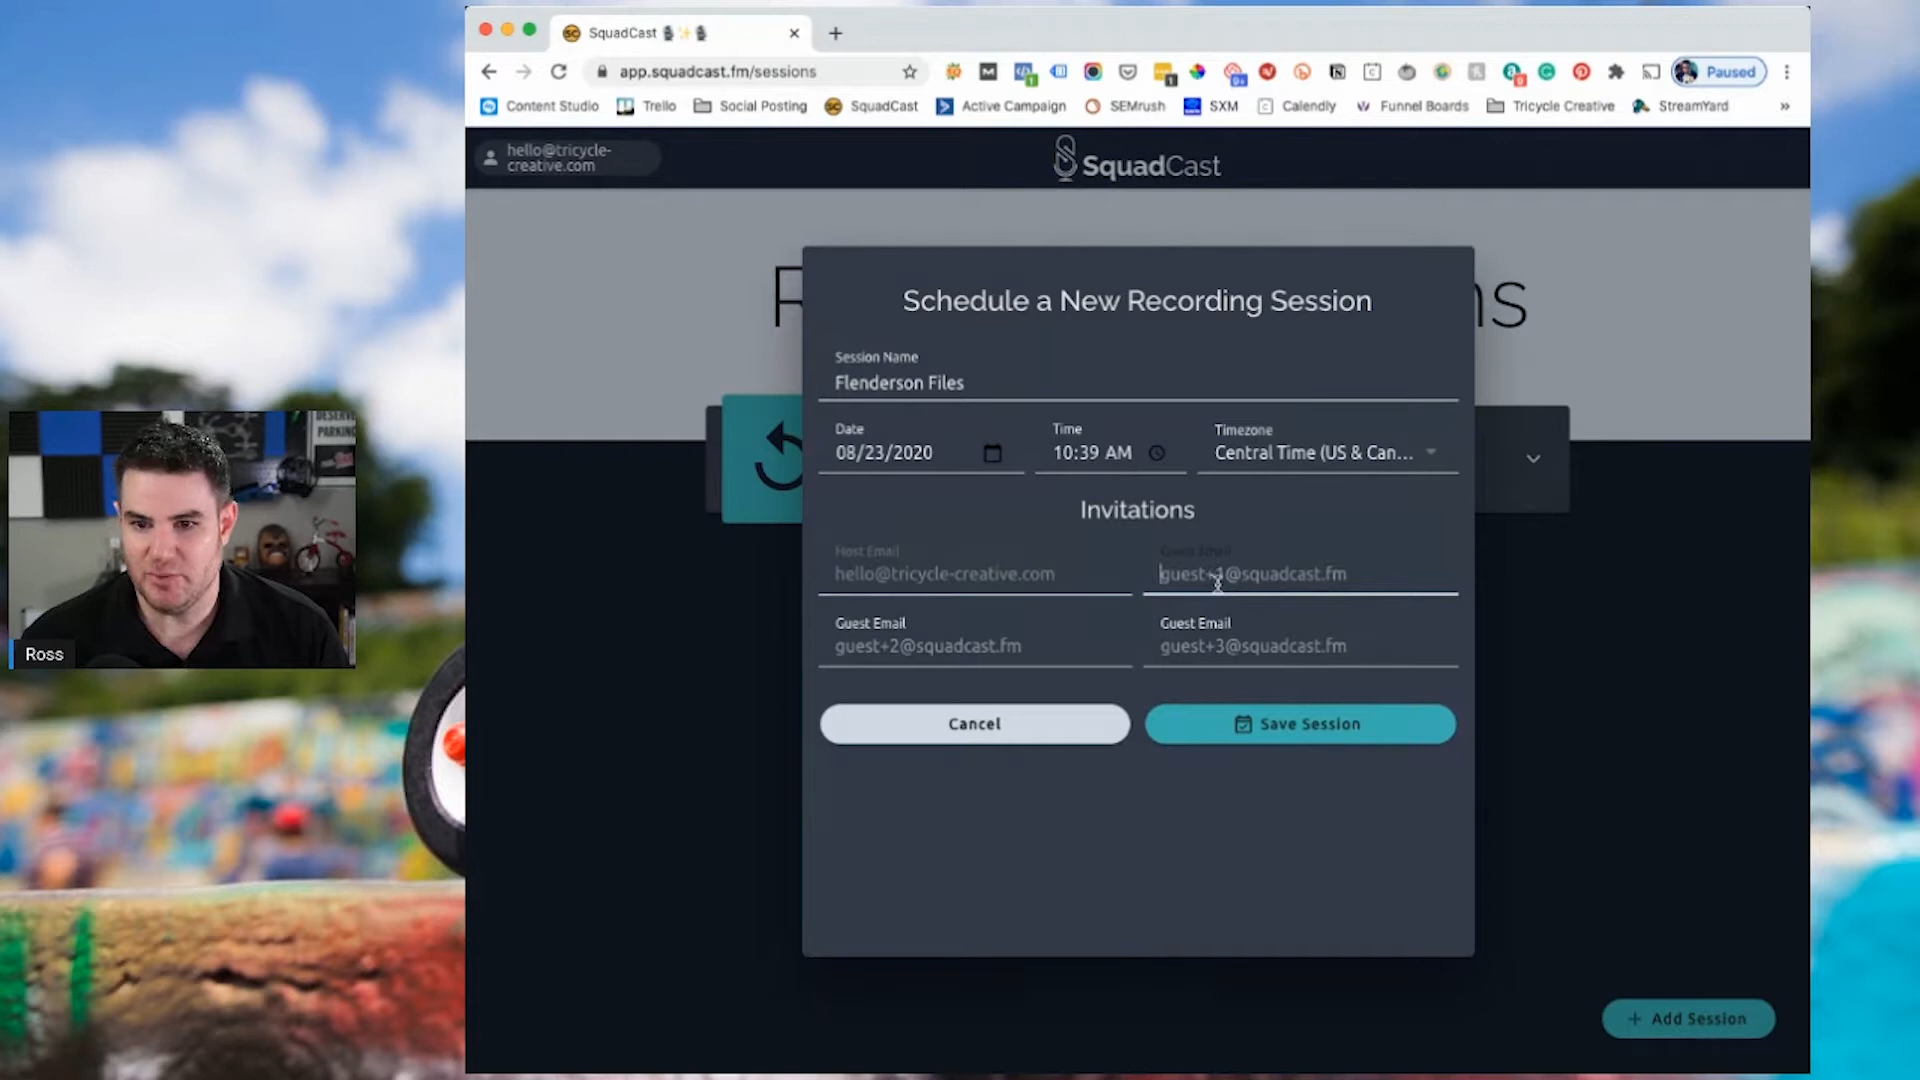 SquadCast
app.squadcast.fm/sessions
Paused
Content Studio
Trello
Social Posting
SquadCast
Active Campaign
SEMrush
SXM
Calendly
Funnel Boards
Tricycle Creative
StreamYard
»
hello@tricycle-
creative.com
SquadCast
R
ns
Schedule a New Recording Session
Session Name
Flenderson Files
Date
Time
Timezone
08/23/2020
10:39 AM
Central Time (US & Can...
Invitations
Host Email
Guest Email
hello@tricycle-creative.com
guest+1@squadcast.fm
Guest Email
Guest Email
guest+2@squadcast.fm
guest+3@squadcast.fm
Cancel
Save Session
+ Add Session
PARKING
Ross